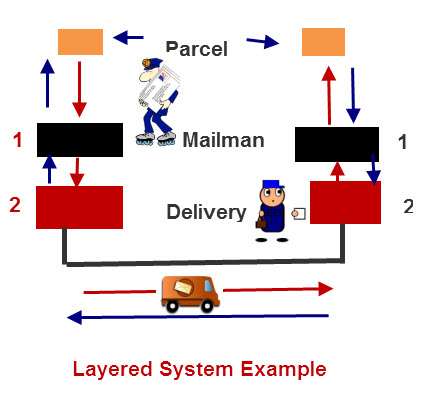 Parcel
1 Mailman 1
2 Delivery 2
Layered System Example